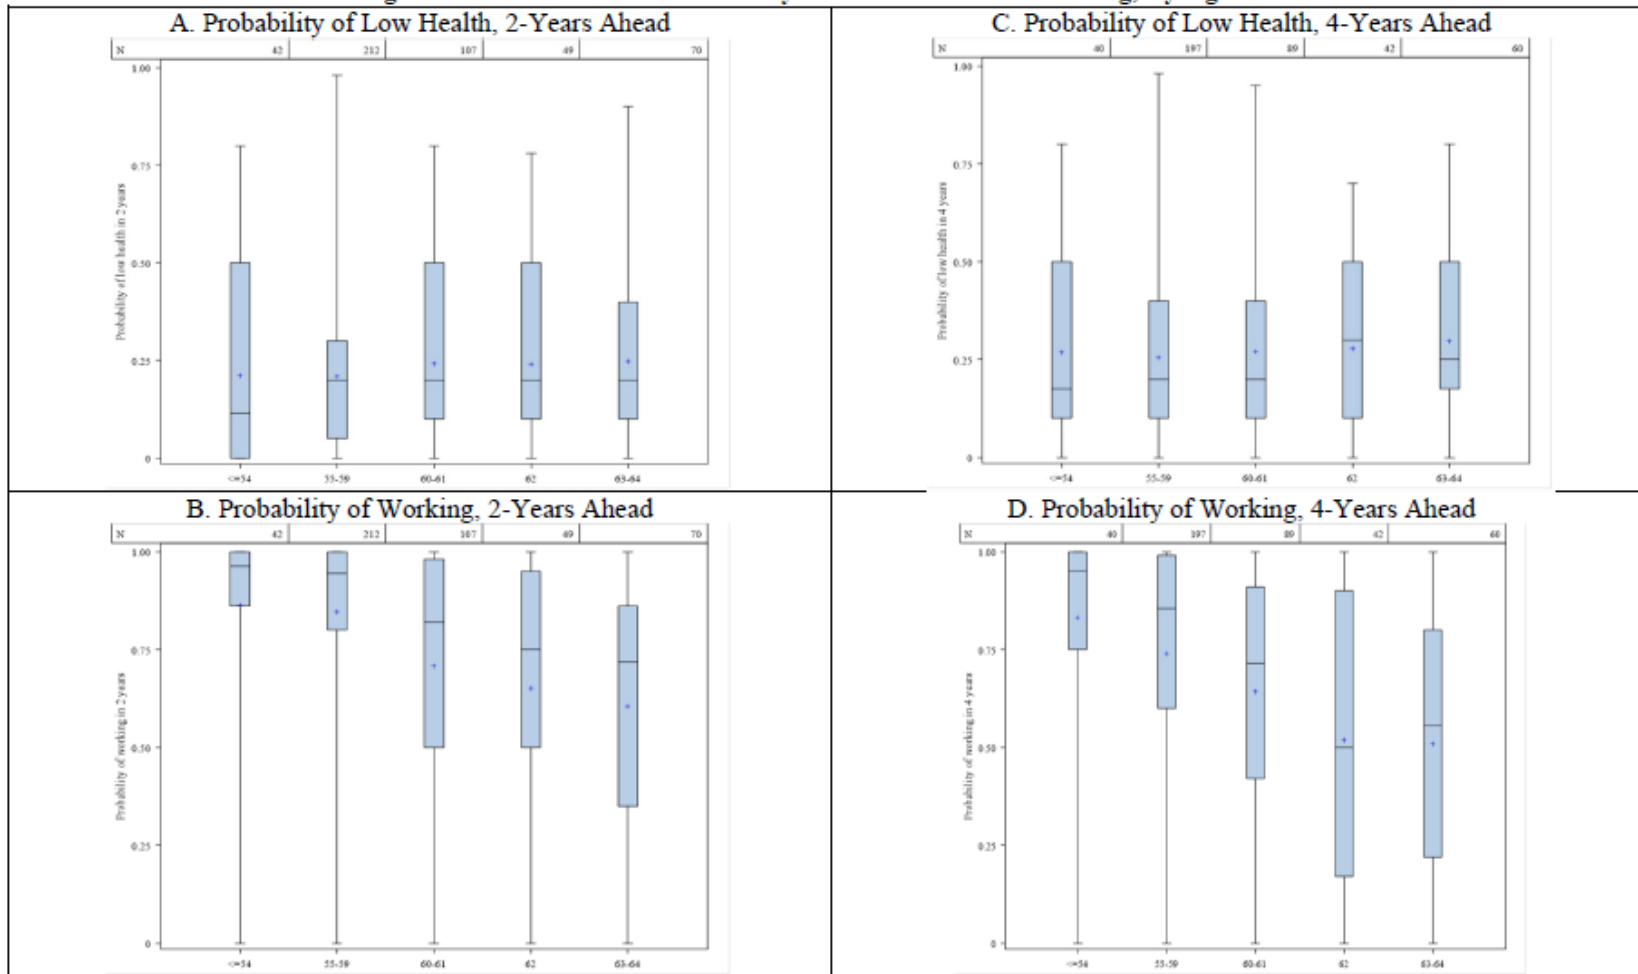 A. Probability of Low Health, 2-Years Ahead
N 42 212 107 49 70
1.00
0.75
0.50
0.25
0
Probability of low health in 2 years
<=54 55-59 60-61 62 63-64
C. Probability of Low Health, 4-Years Ahead
N 40 197 89 42 60
1.00
0.75
0.50
0.25
0
Probability of low health in 4 years
<=54 55-59 60-61 62 63-64
B. Probability of Working, 2-Years Ahead
N 42 212 107 49 70
1.00
0.75
0.50
0.25
0
Probability of working in 2 years
<=54 55-59 60-61 62 63-64
D. Probability of Working, 4-Years Ahead
N 40 197 89 42 60
1.00
0.75
0.50
0.25
0
Probability of working in 4 years
<=54 55-59 60-61 62 63-64